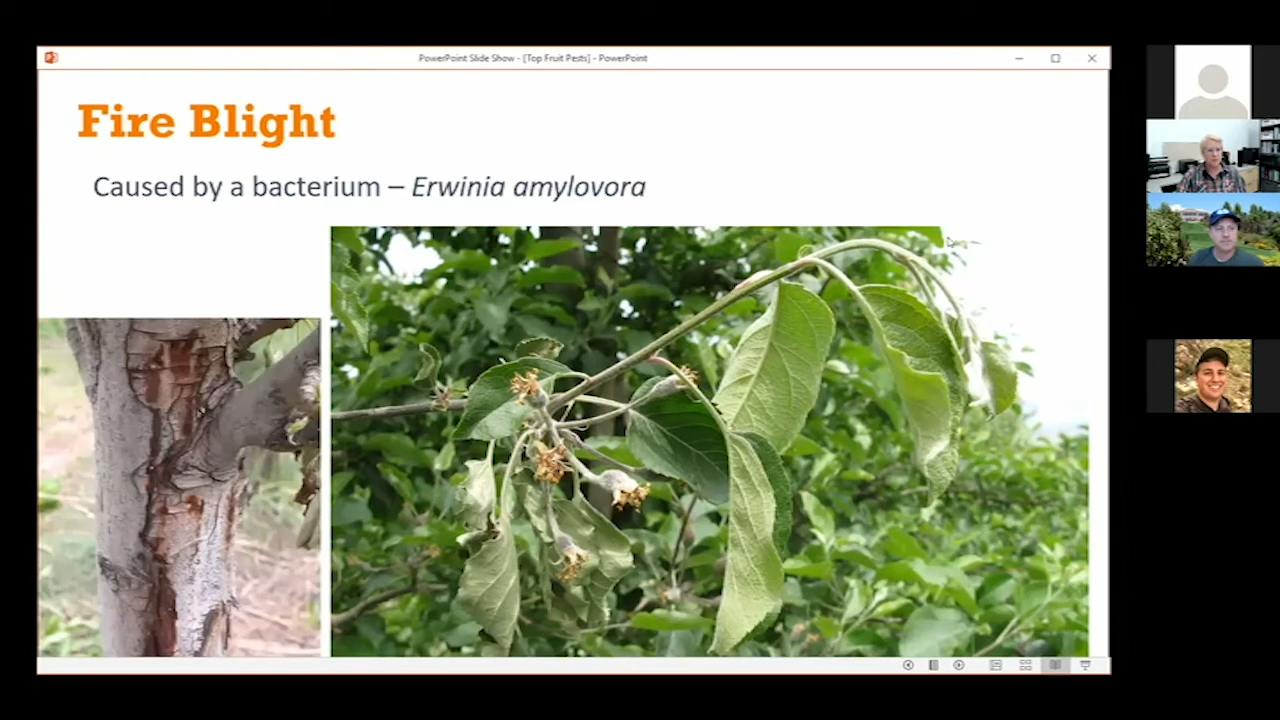 PowerPoint Slide Show - [Top Fruit Pests] - PowerPoint
Fire Blight
Caused by a bacterium – Erwinia amylovora